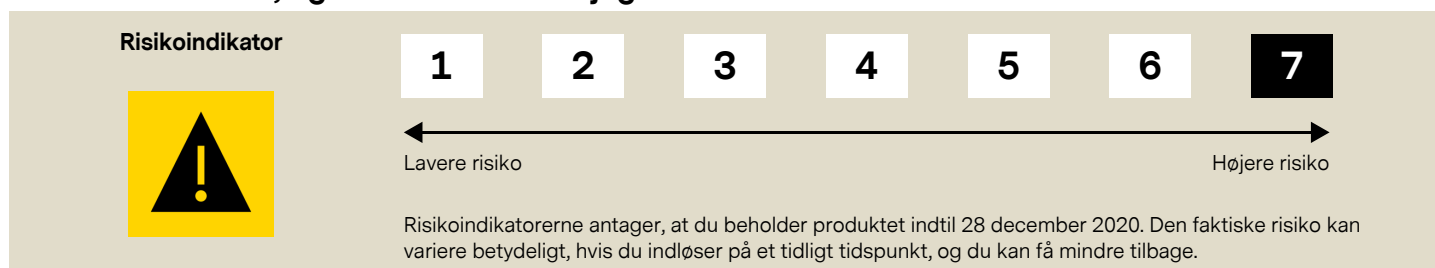 Risikoindikator
1 2 3 4 5 6 7
Lavere risiko Højere risiko
Risikoindikatorerne antager, at du beholder produktet indtil 28 december 2020. Den faktiske risiko kan
variere betydeligt, hvis du indløser på et tidligt tidspunkt, og du kan få mindre tilbage.